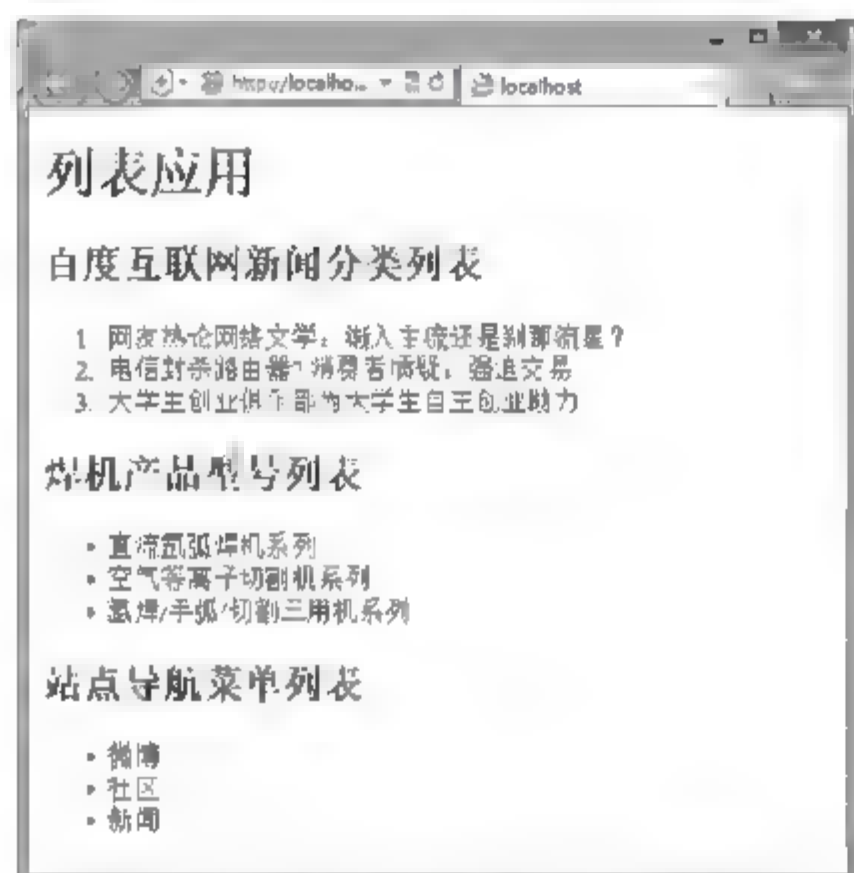 http://localho...
localhost
列表应用
白度互联网新闻分类列表
1. 网友热论网络文学：渐入主流还是刹那流星？
2. 电信封杀路由器？消费者质疑：强迫交易
3. 大学生创业俱乐部为大学生自主创业助力
焊机产品型号列表
• 直流氩弧焊机系列
• 空气等离子切割机系列
• 氩焊/手弧/切割三用机系列
站点导航菜单列表
• 微博
• 社区
• 新闻